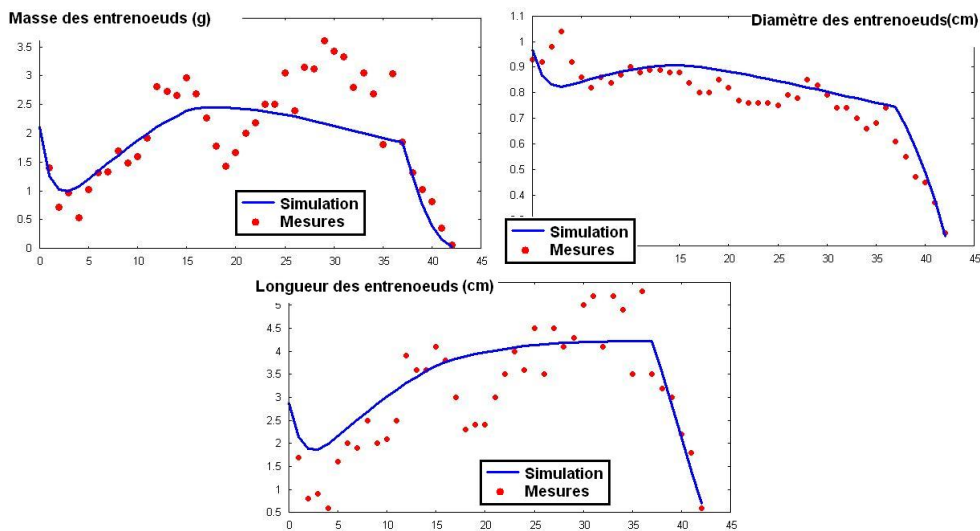 Masse des entrenoeuds (g)
3.5
3
2.5
2
1.5
1
0.5
0
0 5 10 15 20 25 30 35 40 45
Simulation
Mesures
Diamètre des entrenoeuds(cm)
1.1
1
0.9
0.8
0.7
0.6
0.5
0.4
15 20 25 30 35 40 45
Simulation
Mesures
Longueur des entrenoeuds (cm)
5
4.5
4
3.5
3
2.5
2
1.5
1
0.5
0 5 10 15 20 25 30 35 40 45
Simulation
Mesures